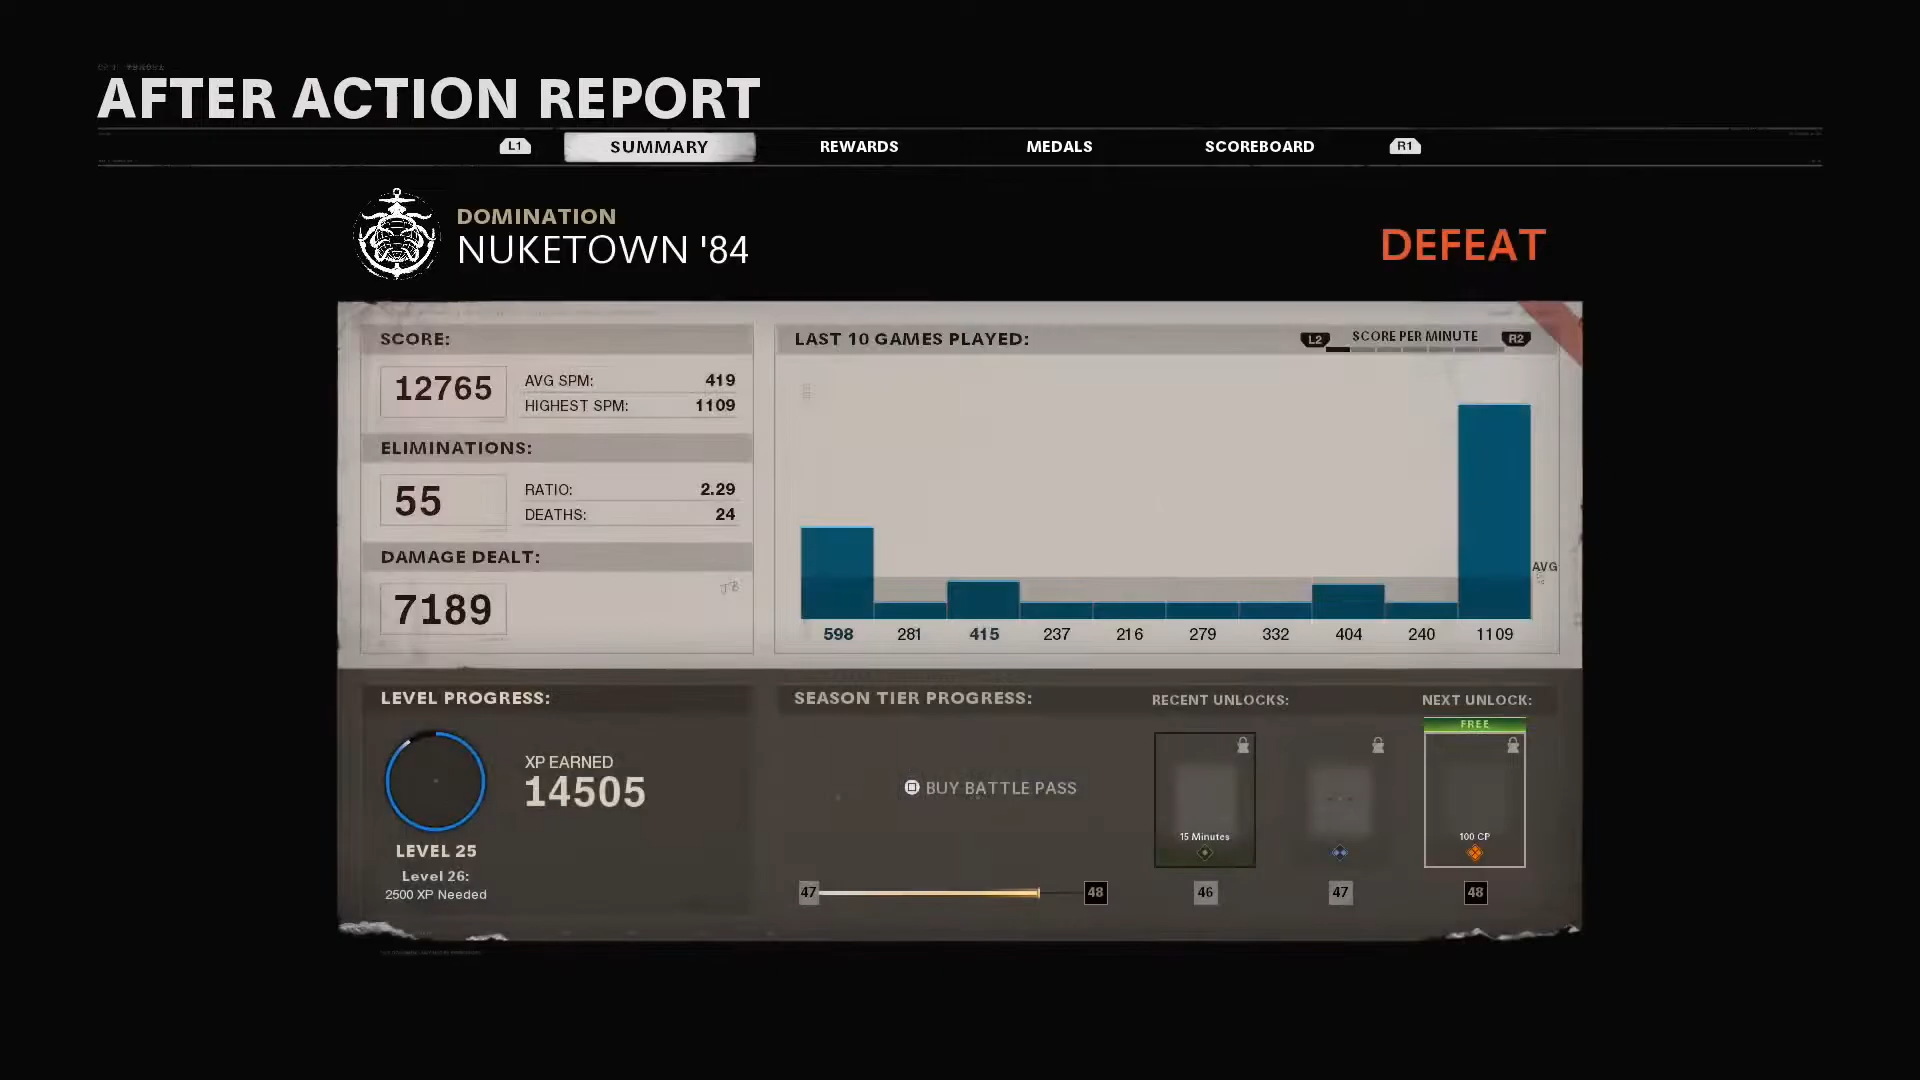 AFTER ACTION REPORT
L1 SUMMARY REWARDS MEDALS SCOREBOARD R1
DOMINATION
NUKETOWN '84
DEFEAT
SCORE:
12765
AVG SPM: 419
HIGHEST SPM: 1109
ELIMINATIONS:
55
RATIO: 2.29
DEATHS: 24
DAMAGE DEALT:
7189
LAST 10 GAMES PLAYED:
L2 SCORE PER MINUTE R2
AVG
598 281 415 237 216 279 332 404 240 1109
LEVEL PROGRESS:
XP EARNED
14505
LEVEL 25
Level 26:
2500 XP Needed
SEASON TIER PROGRESS:
BUY BATTLE PASS
47 48
RECENT UNLOCKS:
15 Minutes
46 47
NEXT UNLOCK:
FREE
100 CP
48